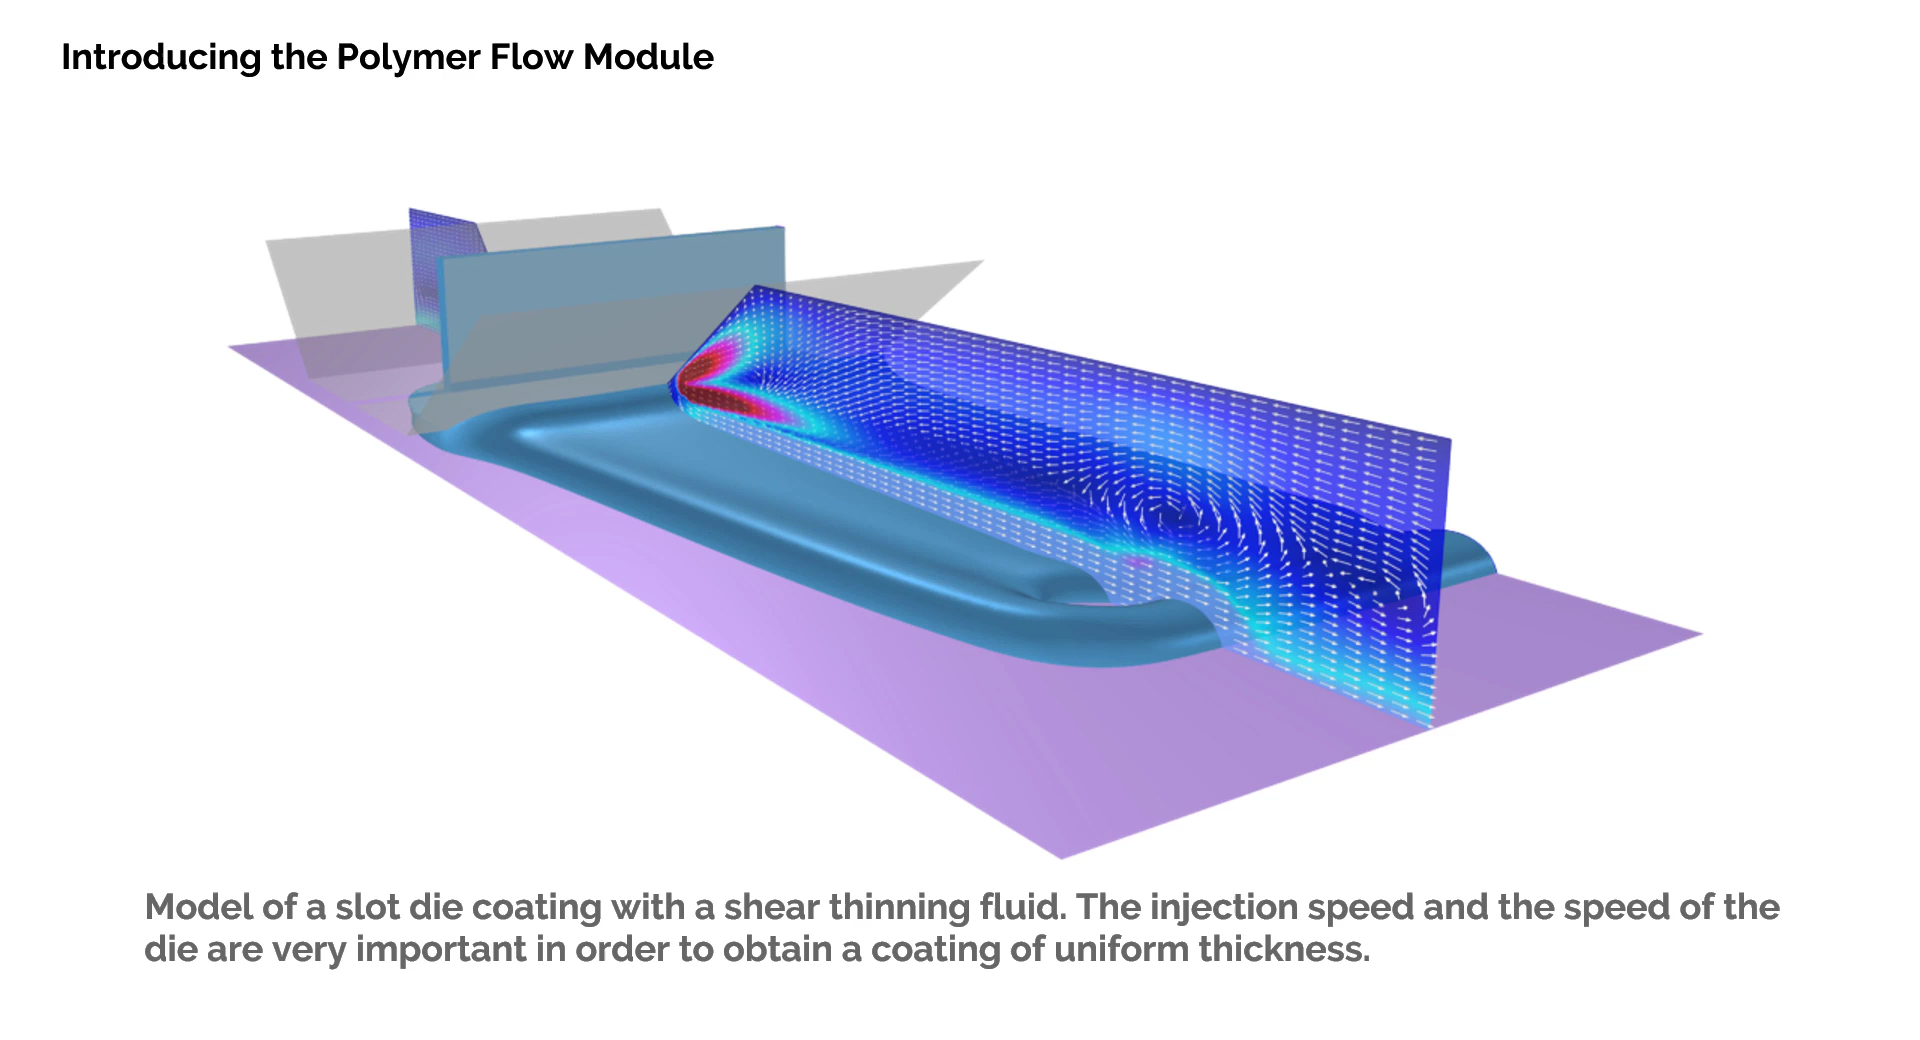 Introducing the Polymer Flow Module
Model of a slot die coating with a shear thinning fluid. The injection speed and the speed of the
die are very important in order to obtain a coating of uniform thickness.